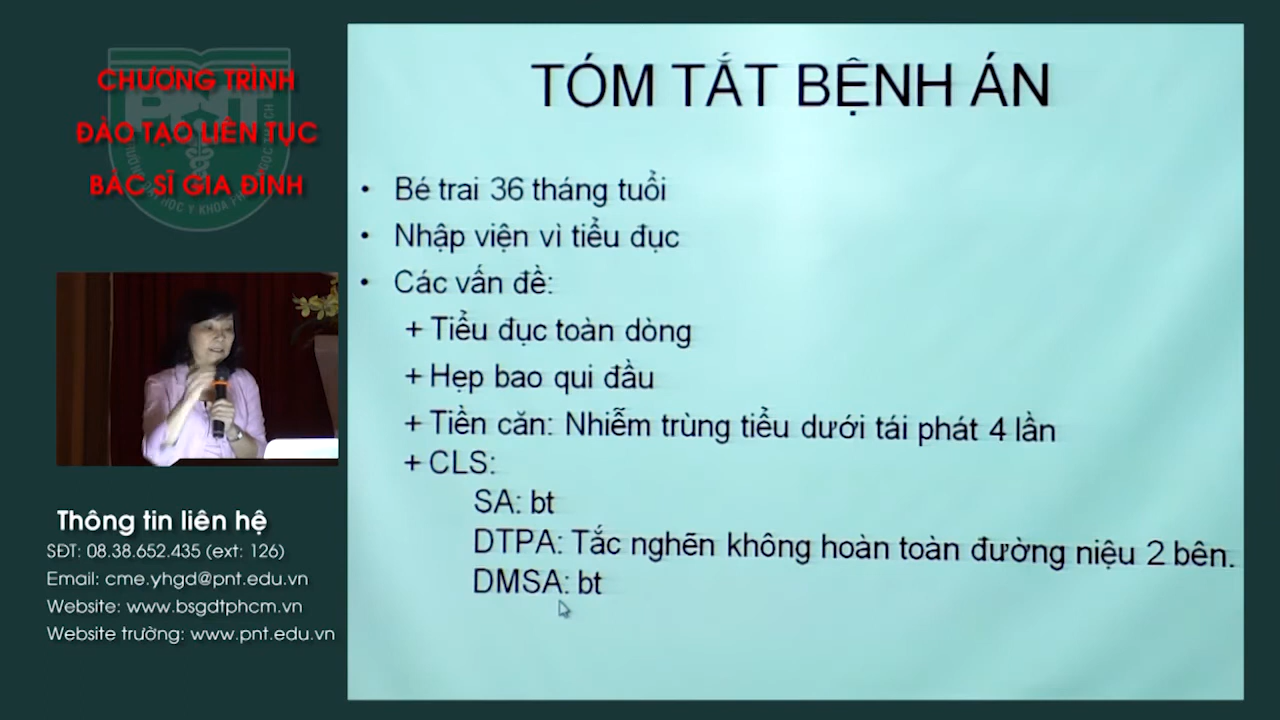 CHƯƠNG TRÌNH
ĐÀO TẠO LIÊN TỤC
BÁC SĨ GIA ĐÌNH
PNT
Thông tin liên hệ
SĐT: 08.38.652.435 (ext: 126)
Email: cme.yhgd@pnt.edu.vn
Website: www.bsgdtphcm.vn
Website trường: www.pnt.edu.vn
TÓM TẮT BỆNH ÁN
• Bé trai 36 tháng tuổi
• Nhập viện vì tiểu đục
• Các vấn đề:
+ Tiểu đục toàn dòng
+ Hẹp bao qui đầu
+ Tiền căn: Nhiễm trùng tiểu dưới tái phát 4 lần
+ CLS:
SA: bt
DTPA: Tắc nghẽn không hoàn toàn đường niệu 2 bên.
DMSA: bt